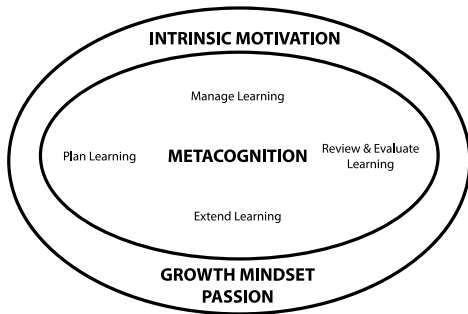 INTRINSIC MOTIVATION
Manage Learning
Plan Learning
METACOGNITION
Review & Evaluate
Learning
Extend Learning
GROWTH MINDSET
PASSION